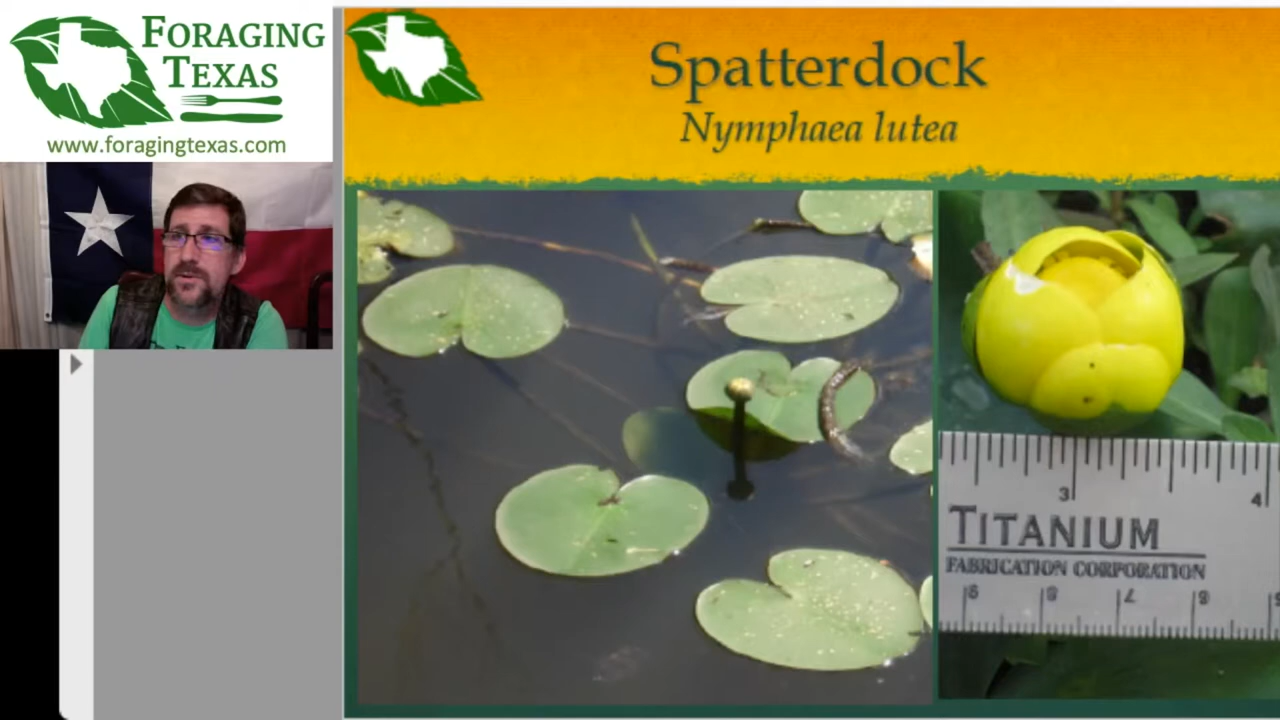 FORAGING
TEXAS
www.foragingtexas.com
Spatterdock
Nymphaea lutea
3
4
TITANIUM
FABRICATION CORPORATION
6
7